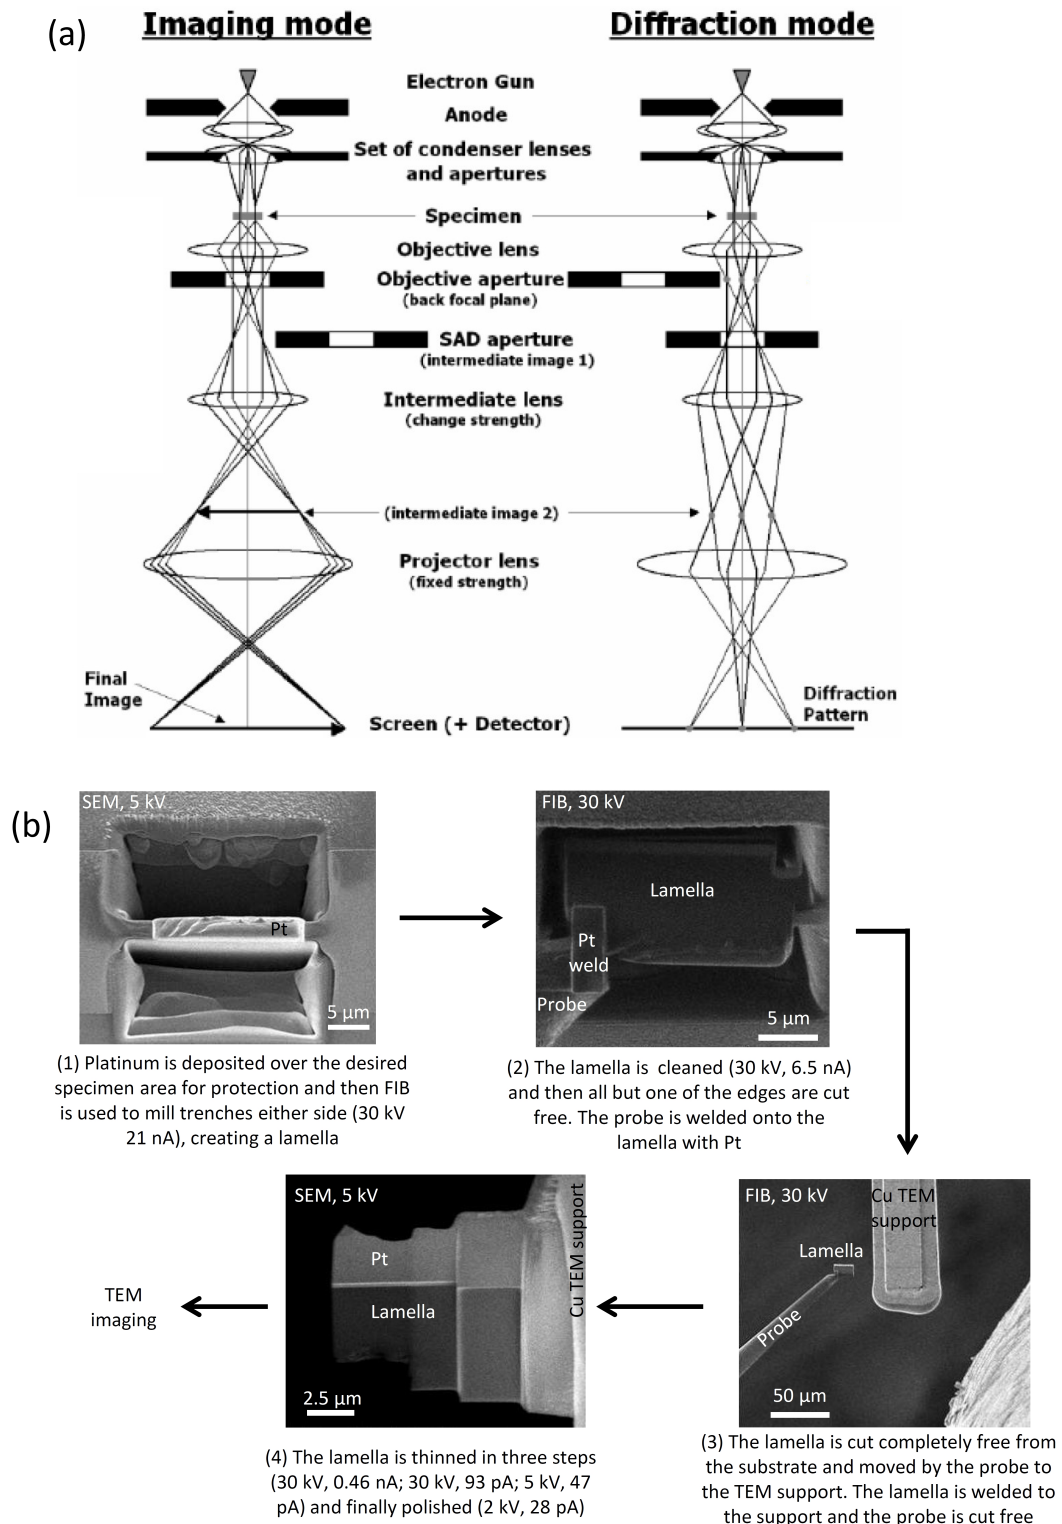 (a)
Imaging mode
Diffraction mode
Electron Gun
Anode
Set of condenser lenses
and apertures
Specimen
Objective lens
Objective aperture
(back focal plane)
SAD aperture
(intermediate image 1)
Intermediate lens
(change strength)
(intermediate image 2)
Projector lens
(fixed strength)
Final
Image
Screen (+ Detector)
Diffraction
Pattern
(b)
SEM, 5 kV
Pt
5 μm
(1) Platinum is deposited over the desired
specimen area for protection and then FIB
is used to mill trenches either side (30 kV
21 nA), creating a lamella
FIB, 30 kV
Lamella
Pt
weld
Probe
5 μm
(2) The lamella is cleaned (30 kV, 6.5 nA)
and then all but one of the edges are cut
free. The probe is welded onto the
lamella with Pt
FIB, 30 kV
Cu TEM
support
Lamella
Probe
50 μm
(3) The lamella is cut completely free from
the substrate and moved by the probe to
the TEM support. The lamella is welded to
the support and the probe is cut free
SEM, 5 kV
Pt
Lamella
Cu TEM support
2.5 μm
(4) The lamella is thinned in three steps
(30 kV, 0.46 nA; 30 kV, 93 pA; 5 kV, 47
pA) and finally polished (2 kV, 28 pA)
TEM
imaging